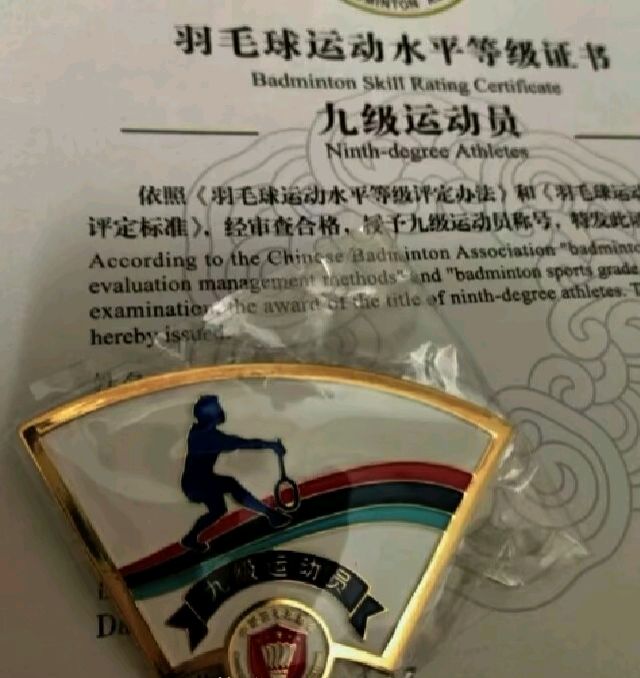 羽毛球运动水平等级证书
Badminton Skill Rating Certificate
九级运动员
Ninth-degree Athletes
依照《羽毛球运动水平等级评定办法》和《羽毛球运动
评定标准》，经审查合格，授予九级运动员称号，特发此
According to the Chinese Badminton Association "badminto
evaluation management methods" and "badminton sports grade
examination, the award of the title of ninth-degree athletes. T
hereby issued.
九级运动员